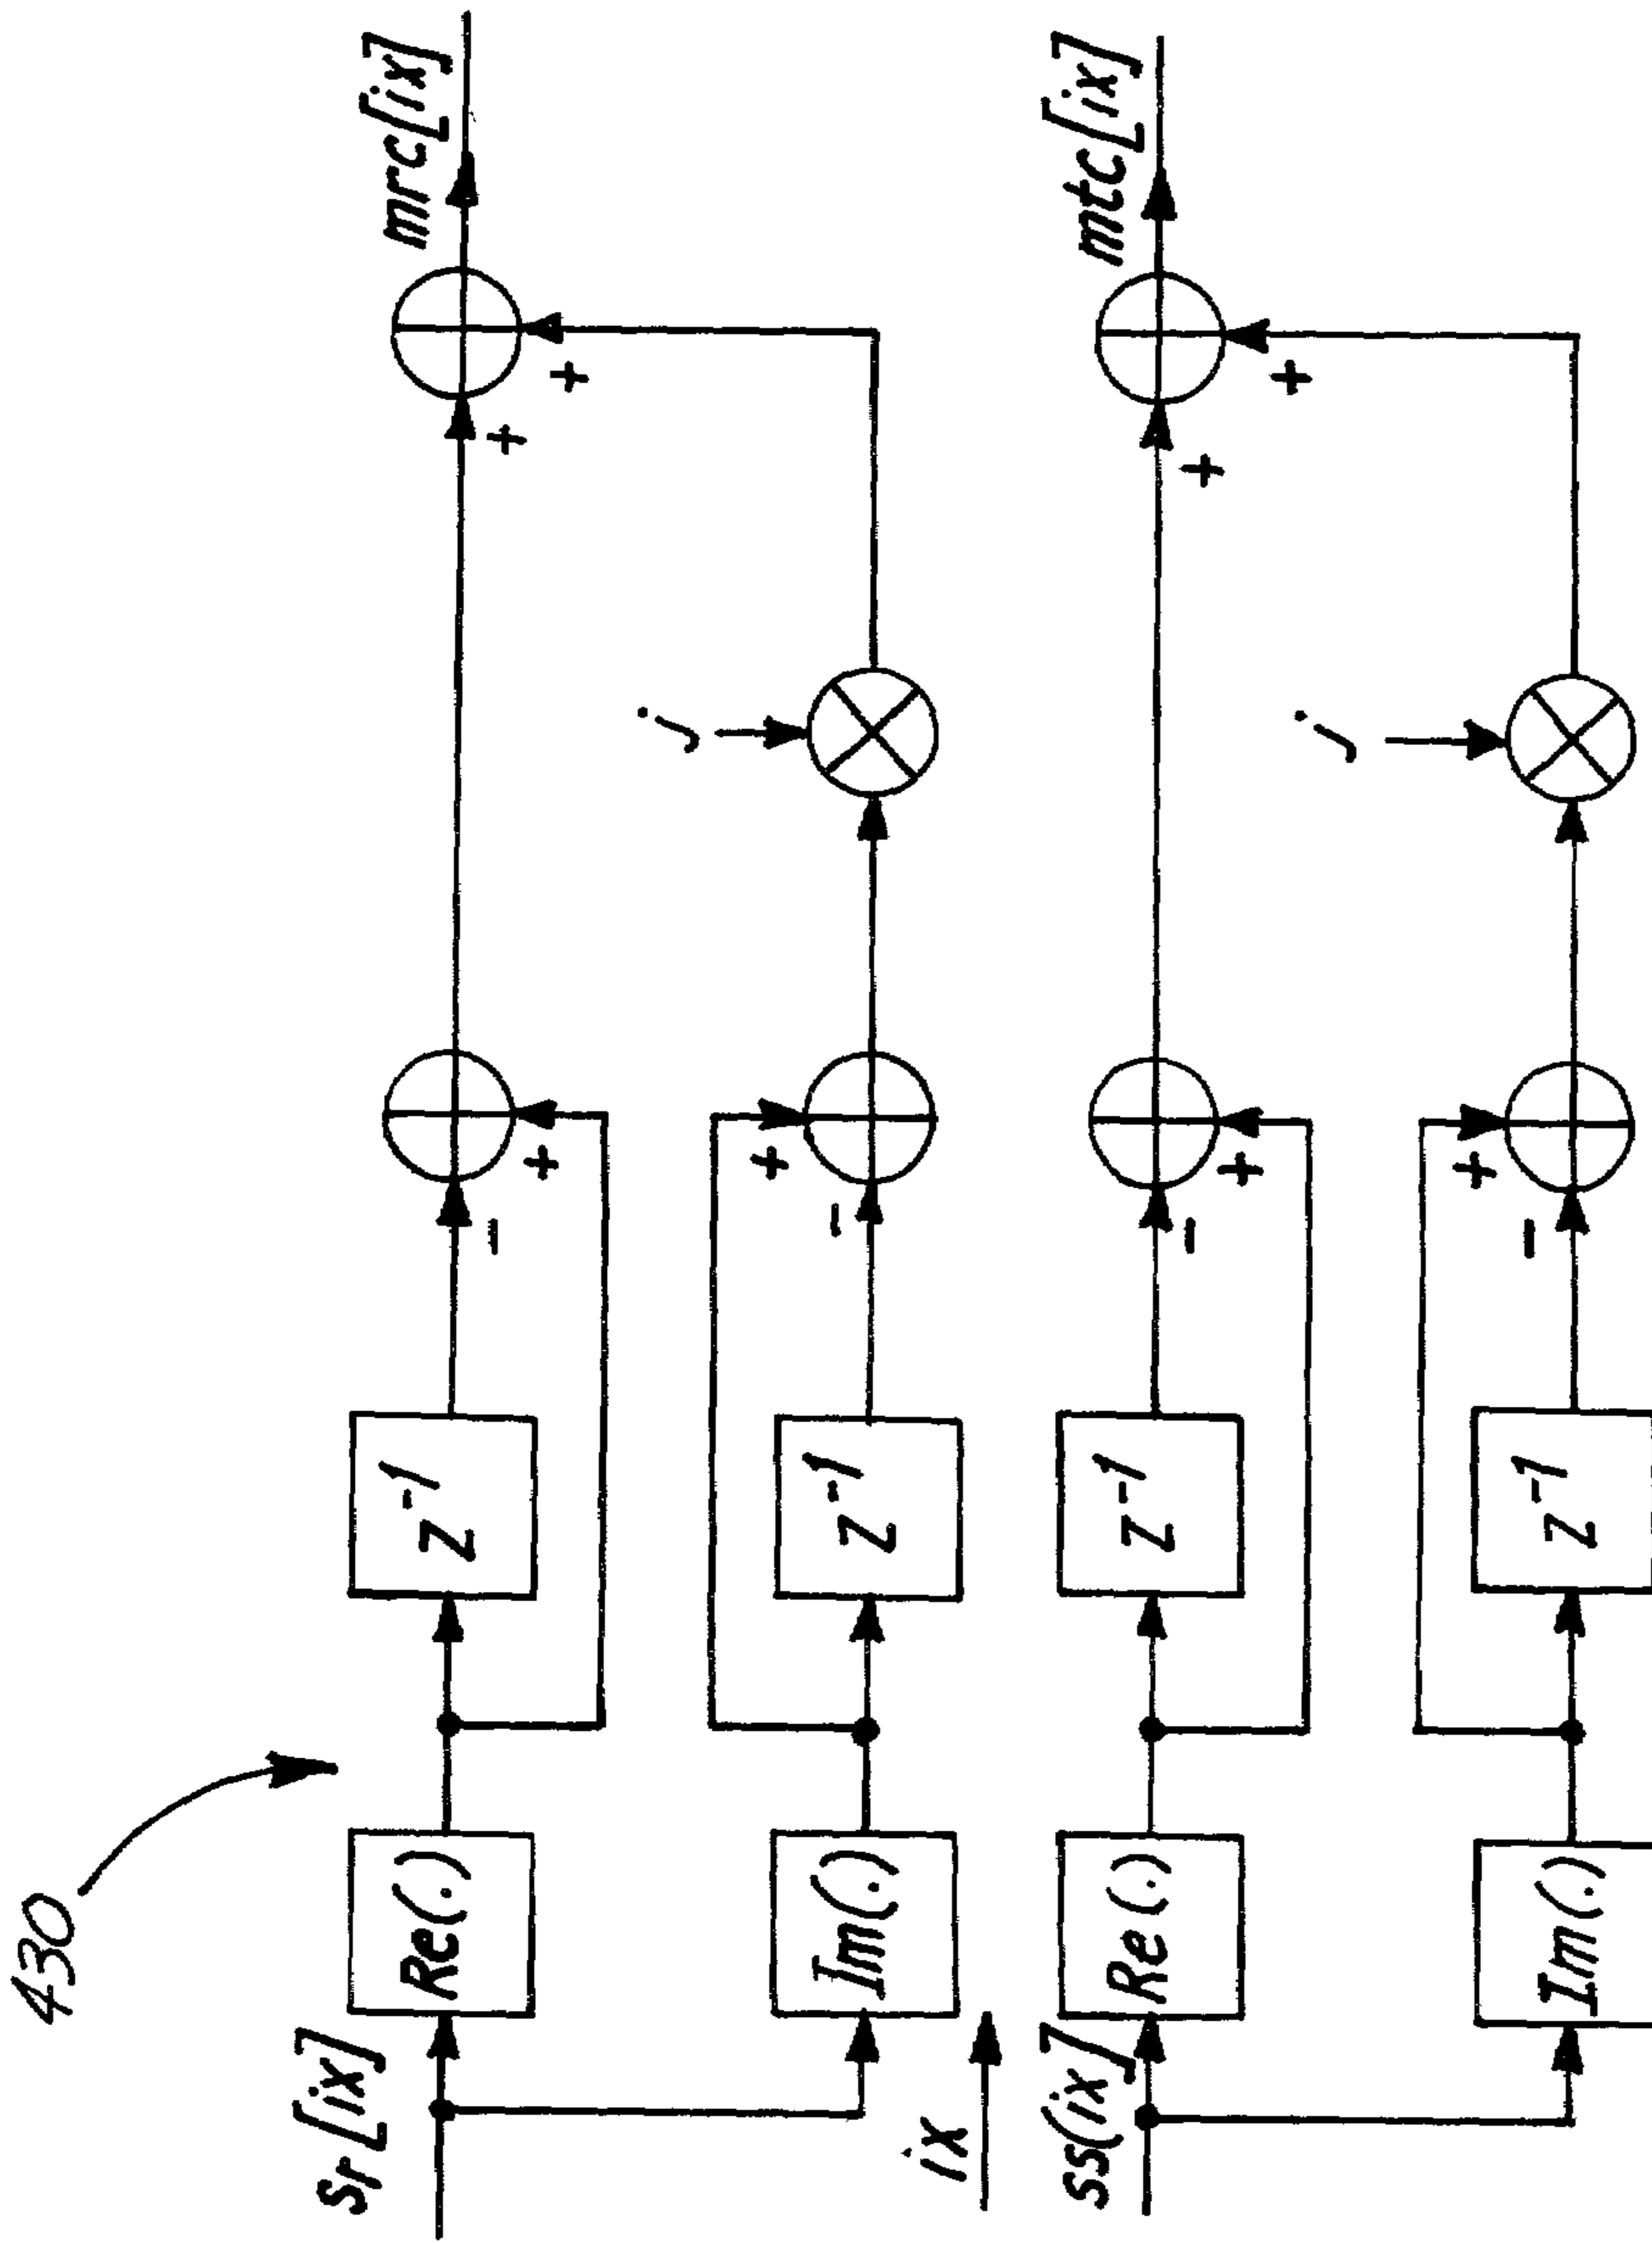 430
sr[ix]
Re(.)
z-1
-
+
+
+
mrc[ix]
Im(.)
z-1
-
+
j
ix
ss(ix]
Re(.)
z-1
-
+
+
+
mtc[ix]
Im(.)
z-1
-
+
j